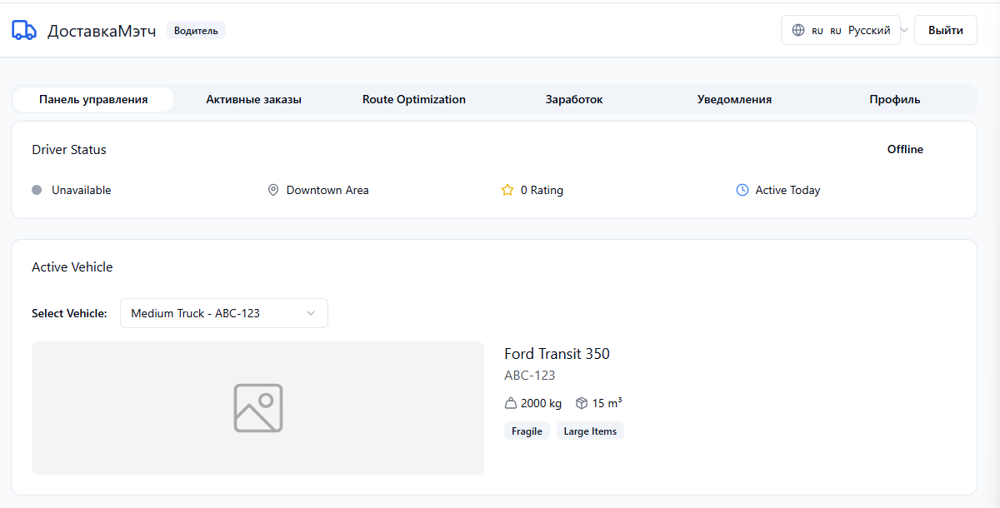 ДоставкаМэтч Водитель RU RU Русский Выйти
Панель управления Активные заказы Route Optimization Заработок Уведомления Профиль
Driver Status Offline
Unavailable Downtown Area 0 Rating Active Today
Active Vehicle
Select Vehicle: Medium Truck - ABC-123
Ford Transit 350
ABC-123
2000 kg 15 m³
Fragile Large Items